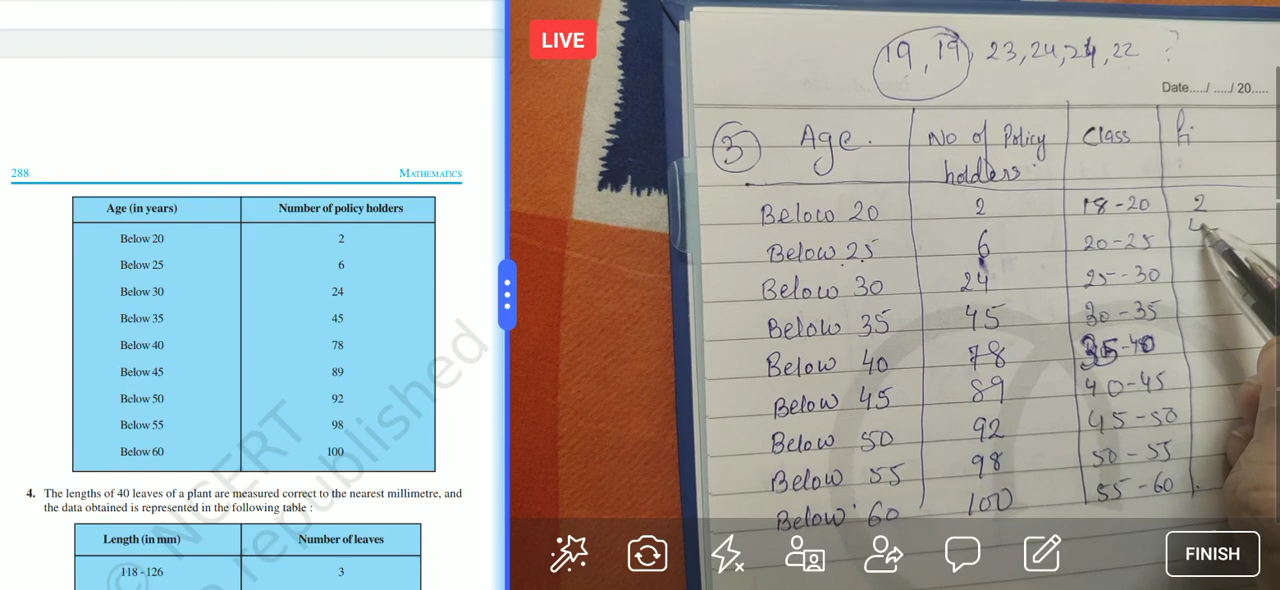 288 MATHEMATICS
Age (in years) Number of policy holders
Below 20 2
Below 25 6
Below 30 24
Below 35 45
Below 40 78
Below 45 89
Below 50 92
Below 55 98
Below 60 100
4. The lengths of 40 leaves of a plant are measured correct to the nearest millimetre, and
the data obtained is represented in the following table :
Length (in mm) Number of leaves
118 - 126 3
© NCERT
republished
LIVE
19, 19, 23, 24, 24, 22 ?
Date...../ ...../ 20.....
3 Age. No of Policy Class fi
holders
Below 20 2 18-20 2
Below 25 6 20-25 4
Below 30 24 25-30
Below 35 45 30-35
Below 40 78 35-40
Below 45 89 40-45
Below 50 92 45-50
Below 55 98 50-55
Below 60 100 55-60
FINISH